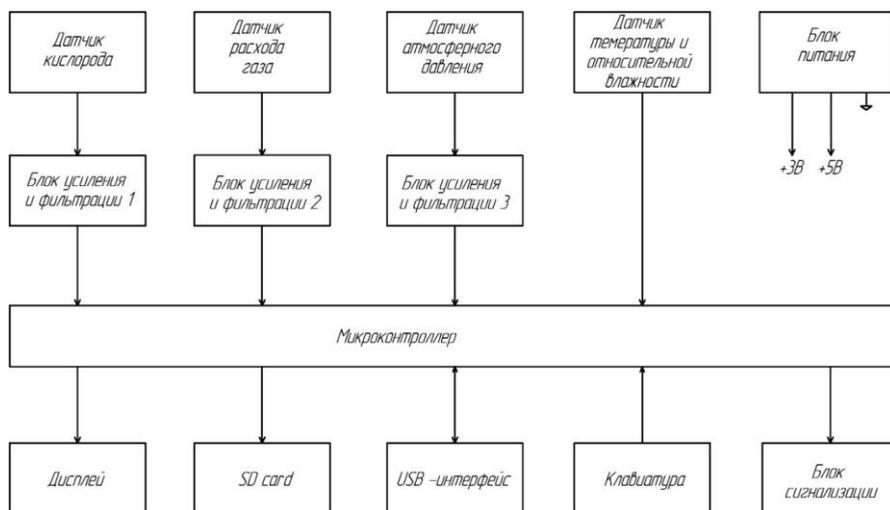 Датчик
кислорода
Датчик
расхода
газа
Датчик
атмосферного
давления
Датчик
темературы и
относительной
влажности
Блок
питания
+3В
+5В
Блок усиления
и фильтрации 1
Блок усиления
и фильтрации 2
Блок усиления
и фильтрации 3
Микроконтроллер
Дисплей
SD card
USB –интерфейс
Клавиатура
Блок
сигнализации